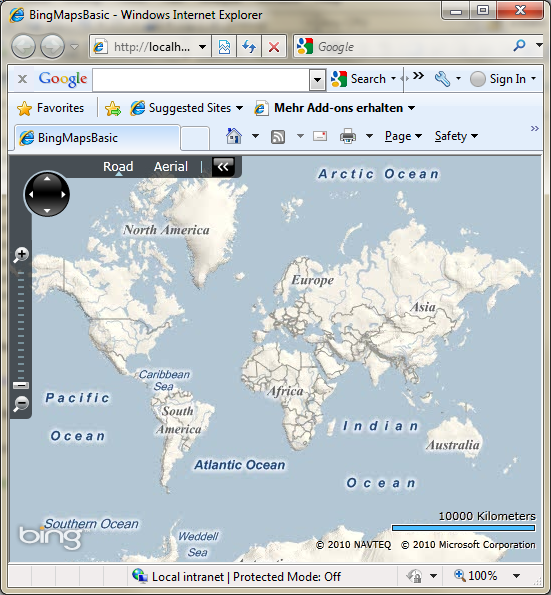 BingMapsBasic - Windows Internet Explorer
http://localh...
Google
Google
Search
»
Sign In
Favorites
Suggested Sites
Mehr Add-ons erhalten
BingMapsBasic
Page
Safety
»
Road
Aerial
|
«
Arctic Ocean
North America
Europe
Asia
Caribbean
Sea
Africa
Pacific
Ocean
South
America
Indian
Ocean
Australia
Atlantic Ocean
Southern Ocean
Weddell
Sea
bing
10000 Kilometers
© 2010 NAVTEQ © 2010 Microsoft Corporation
Local intranet | Protected Mode: Off
100%